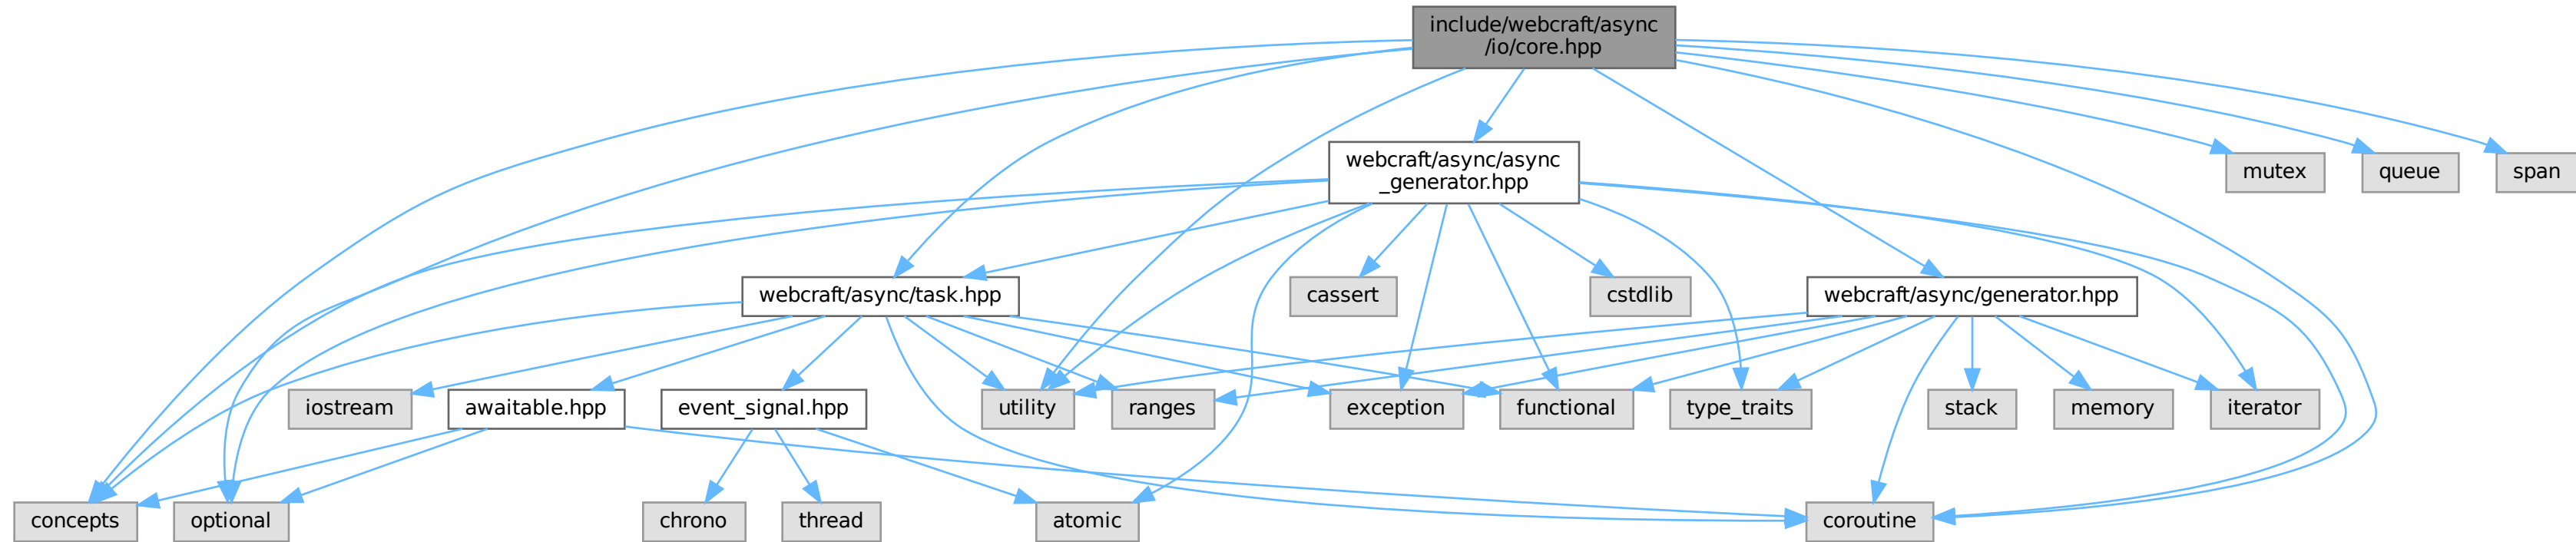 include/webcraft/async
/io/core.hpp
webcraft/async/async
_generator.hpp
mutex
queue
span
webcraft/async/task.hpp
cassert
cstdlib
webcraft/async/generator.hpp
iostream
awaitable.hpp
event_signal.hpp
utility
ranges
exception
functional
type_traits
stack
memory
iterator
concepts
optional
chrono
thread
atomic
coroutine